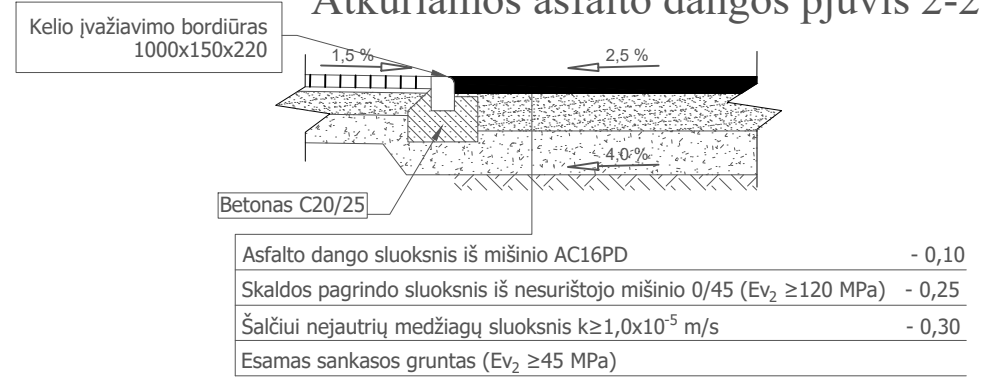 Atkuriamos asfalto dangos pjūvis 2-2
Kelio įvažiavimo bordiūras
1000x150x220
1,5 %
2,5 %
4,0 %
Betonas C20/25
Asfalto dango sluoksnis iš mišinio AC16PD - 0,10
Skaldos pagrindo sluoksnis iš nesurištojo mišinio 0/45 (Ev₂ ≥120 MPa) - 0,25
Šalčiui nejautrių medžiagų sluoksnis k≥1,0x10⁻⁵ m/s - 0,30
Esamas sankasos gruntas (Ev₂ ≥45 MPa)